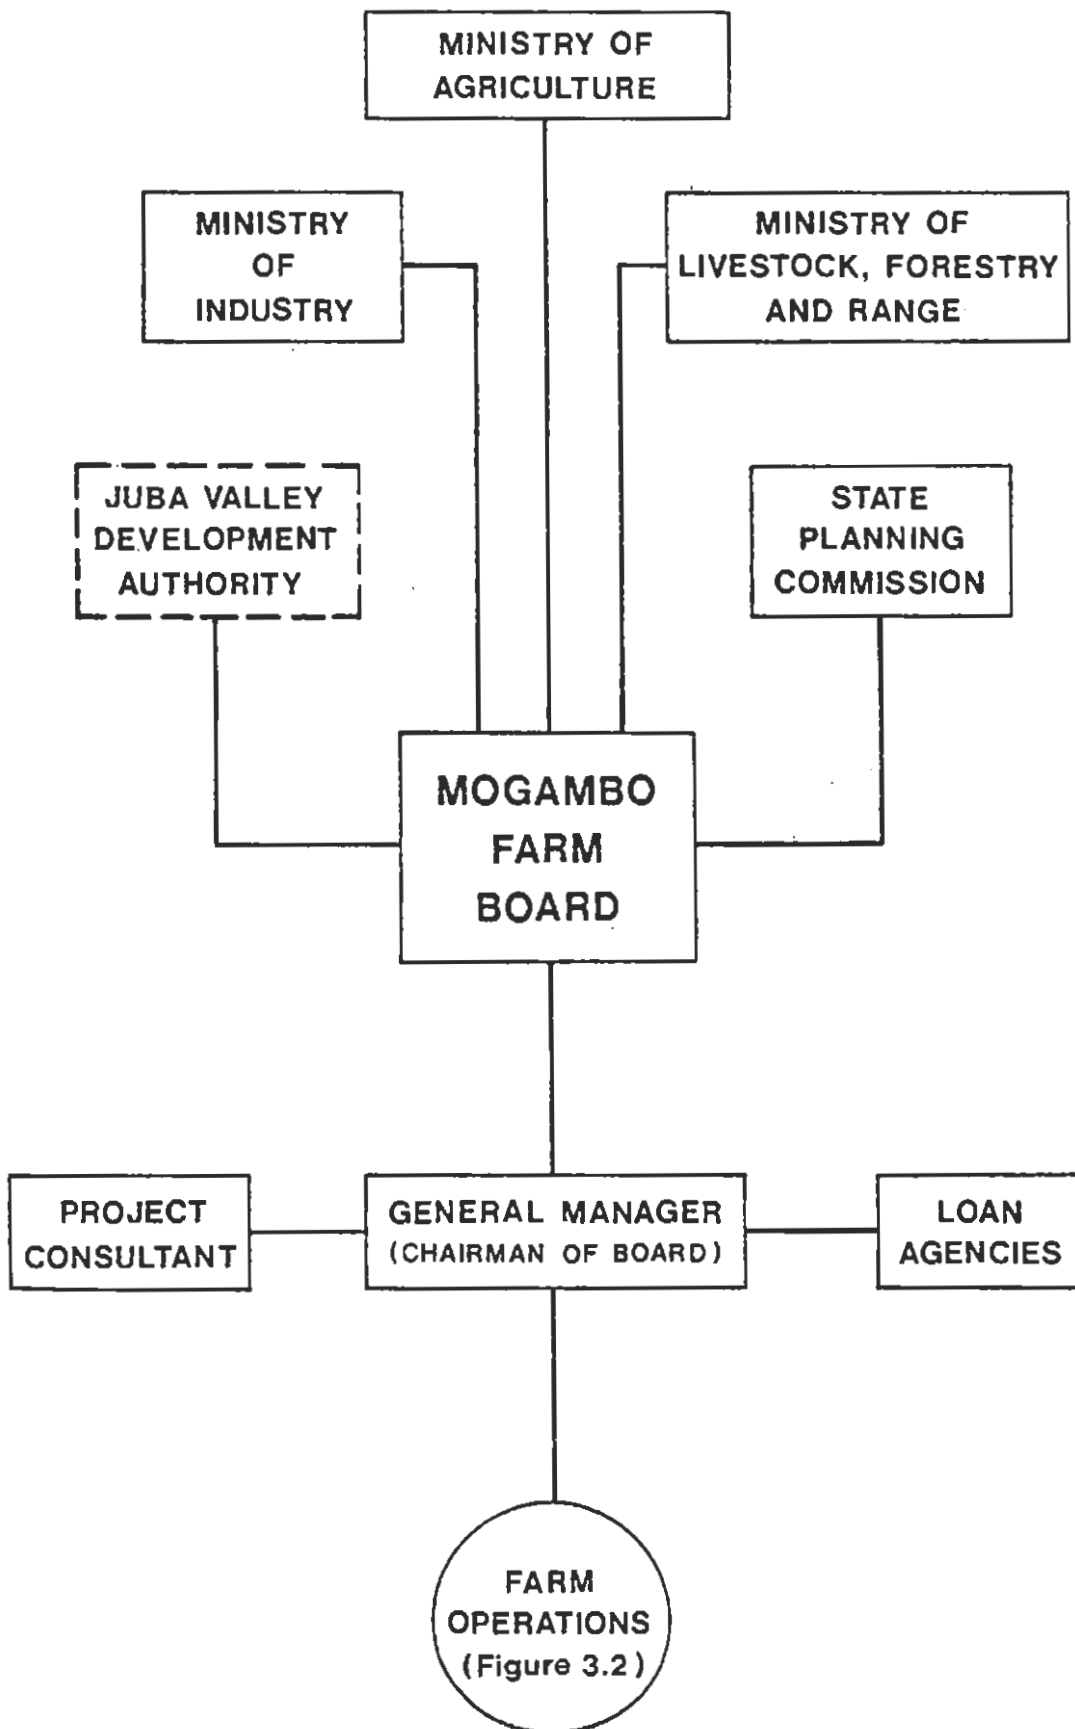 MINISTRY OF
AGRICULTURE
MINISTRY
OF
INDUSTRY
MINISTRY OF
LIVESTOCK, FORESTRY
AND RANGE
JUBA VALLEY
DEVELOPMENT
AUTHORITY
STATE
PLANNING
COMMISSION
MOGAMBO
FARM
BOARD
PROJECT
CONSULTANT
GENERAL MANAGER
(CHAIRMAN OF BOARD)
LOAN
AGENCIES
FARM
OPERATIONS
(Figure 3.2)